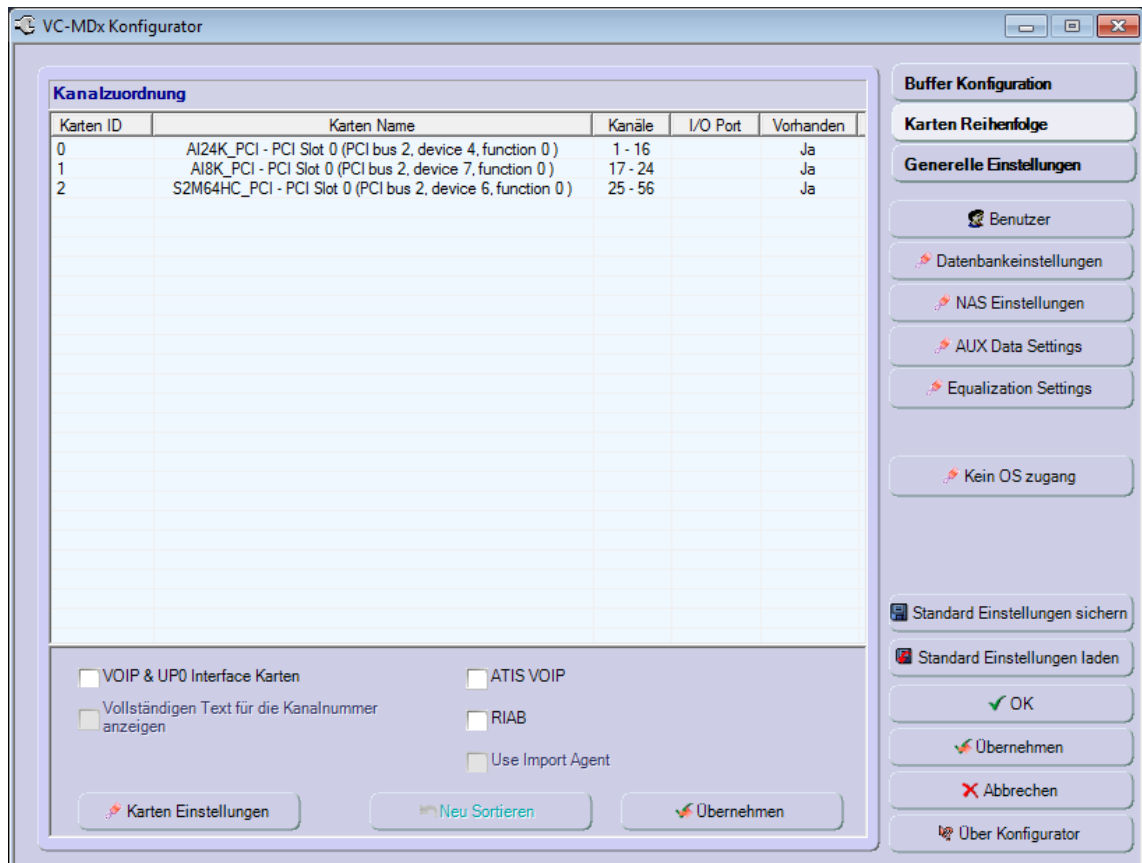 VC-MDx Konfigurator
Kanalzuordnung
Karten ID Karten Name Kanäle I/O Port Vorhanden
0 AI24K_PCI - PCI Slot 0 (PCI bus 2, device 4, function 0 ) 1 - 16 Ja
1 AI8K_PCI - PCI Slot 0 (PCI bus 2, device 7, function 0 ) 17 - 24 Ja
2 S2M64HC_PCI - PCI Slot 0 (PCI bus 2, device 6, function 0 ) 25 - 56 Ja
VOIP & UP0 Interface Karten
Vollständigen Text für die Kanalnummer
anzeigen
ATIS VOIP
RIAB
Use Import Agent
Karten Einstellungen
Neu Sortieren
Übernehmen
Buffer Konfiguration
Karten Reihenfolge
Generelle Einstellungen
Benutzer
Datenbankeinstellungen
NAS Einstellungen
AUX Data Settings
Equalization Settings
Kein OS zugang
Standard Einstellungen sichern
Standard Einstellungen laden
OK
Übernehmen
Abbrechen
Über Konfigurator